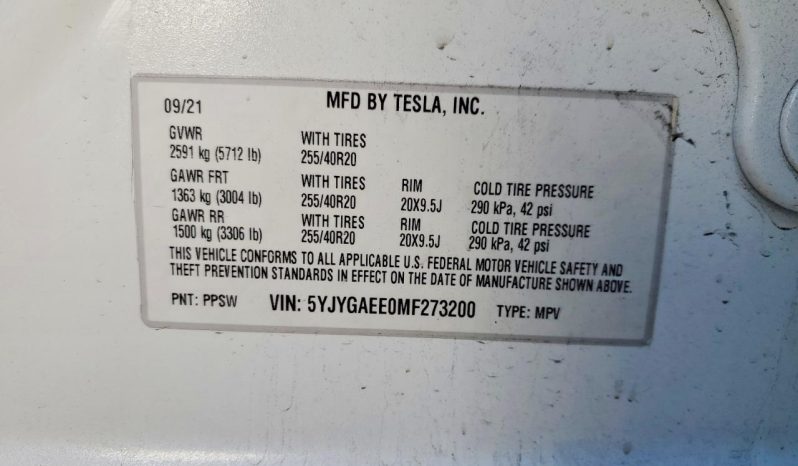 09/21 MFD BY TESLA, INC.
GVWR WITH TIRES
2591 kg (5712 lb) 255/40R20
GAWR FRT WITH TIRES RIM COLD TIRE PRESSURE
1363 kg (3004 lb) 255/40R20 20X9.5J 290 kPa, 42 psi
GAWR RR WITH TIRES RIM COLD TIRE PRESSURE
1500 kg (3306 lb) 255/40R20 20X9.5J 290 kPa, 42 psi
THIS VEHICLE CONFORMS TO ALL APPLICABLE U.S. FEDERAL MOTOR VEHICLE SAFETY AND
THEFT PREVENTION STANDARDS IN EFFECT ON THE DATE OF MANUFACTURE SHOWN ABOVE.
PNT: PPSW VIN: 5YJYGAEE0MF273200 TYPE: MPV